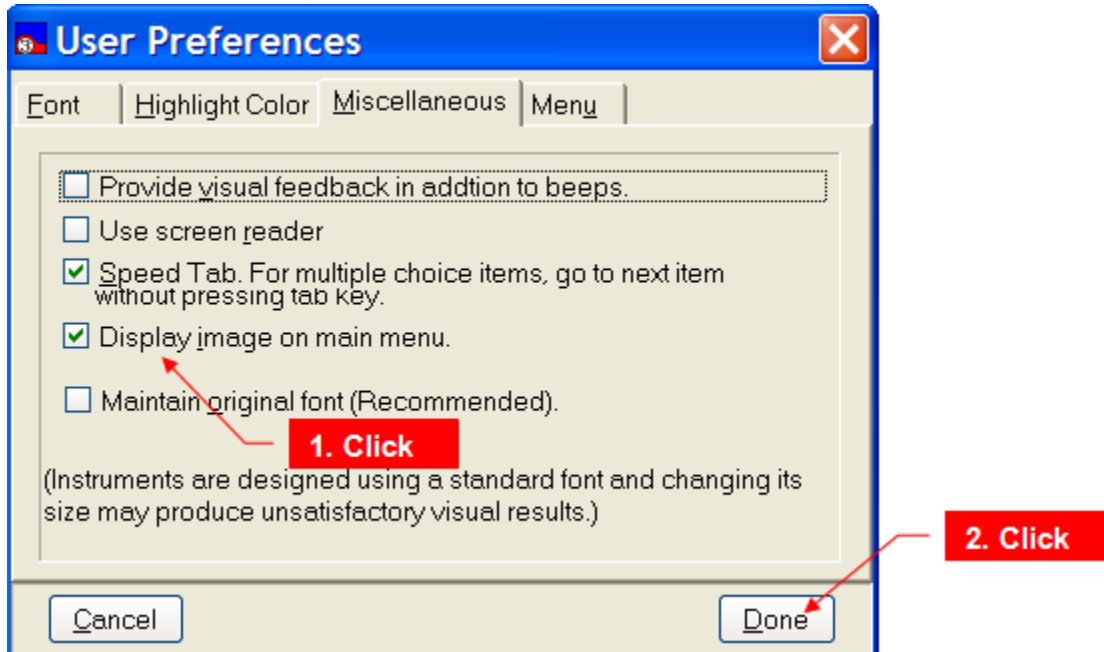 User Preferences
Font Highlight Color Miscellaneous Menu
Provide visual feedback in addtion to beeps.
Use screen reader
Speed Tab. For multiple choice items, go to next item
without pressing tab key.
Display image on main menu.
Maintain original font (Recommended).
1. Click
(Instruments are designed using a standard font and changing its
size may produce unsatisfactory visual results.)
2. Click
Cancel Done